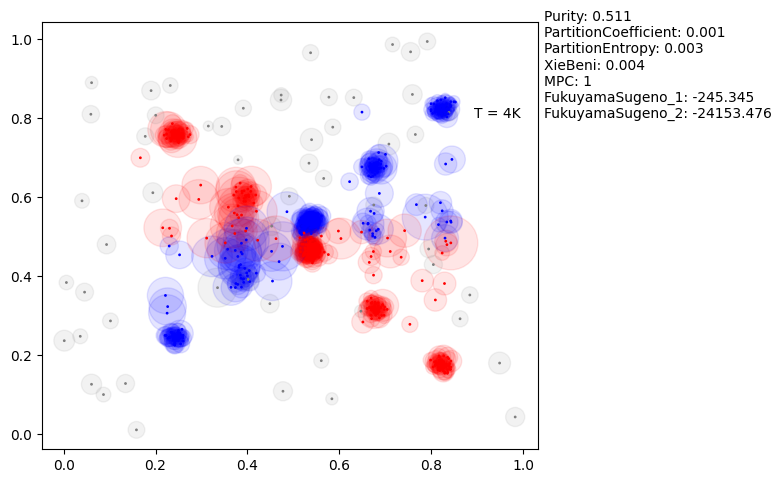 Purity: 0.511
PartitionCoefficient: 0.001
PartitionEntropy: 0.003
XieBeni: 0.004
MPC: 1
FukuyamaSugeno_1: -245.345
FukuyamaSugeno_2: -24153.476
T = 4K
1.0
0.8
0.6
0.4
0.2
0.0
0.0 0.2 0.4 0.6 0.8 1.0